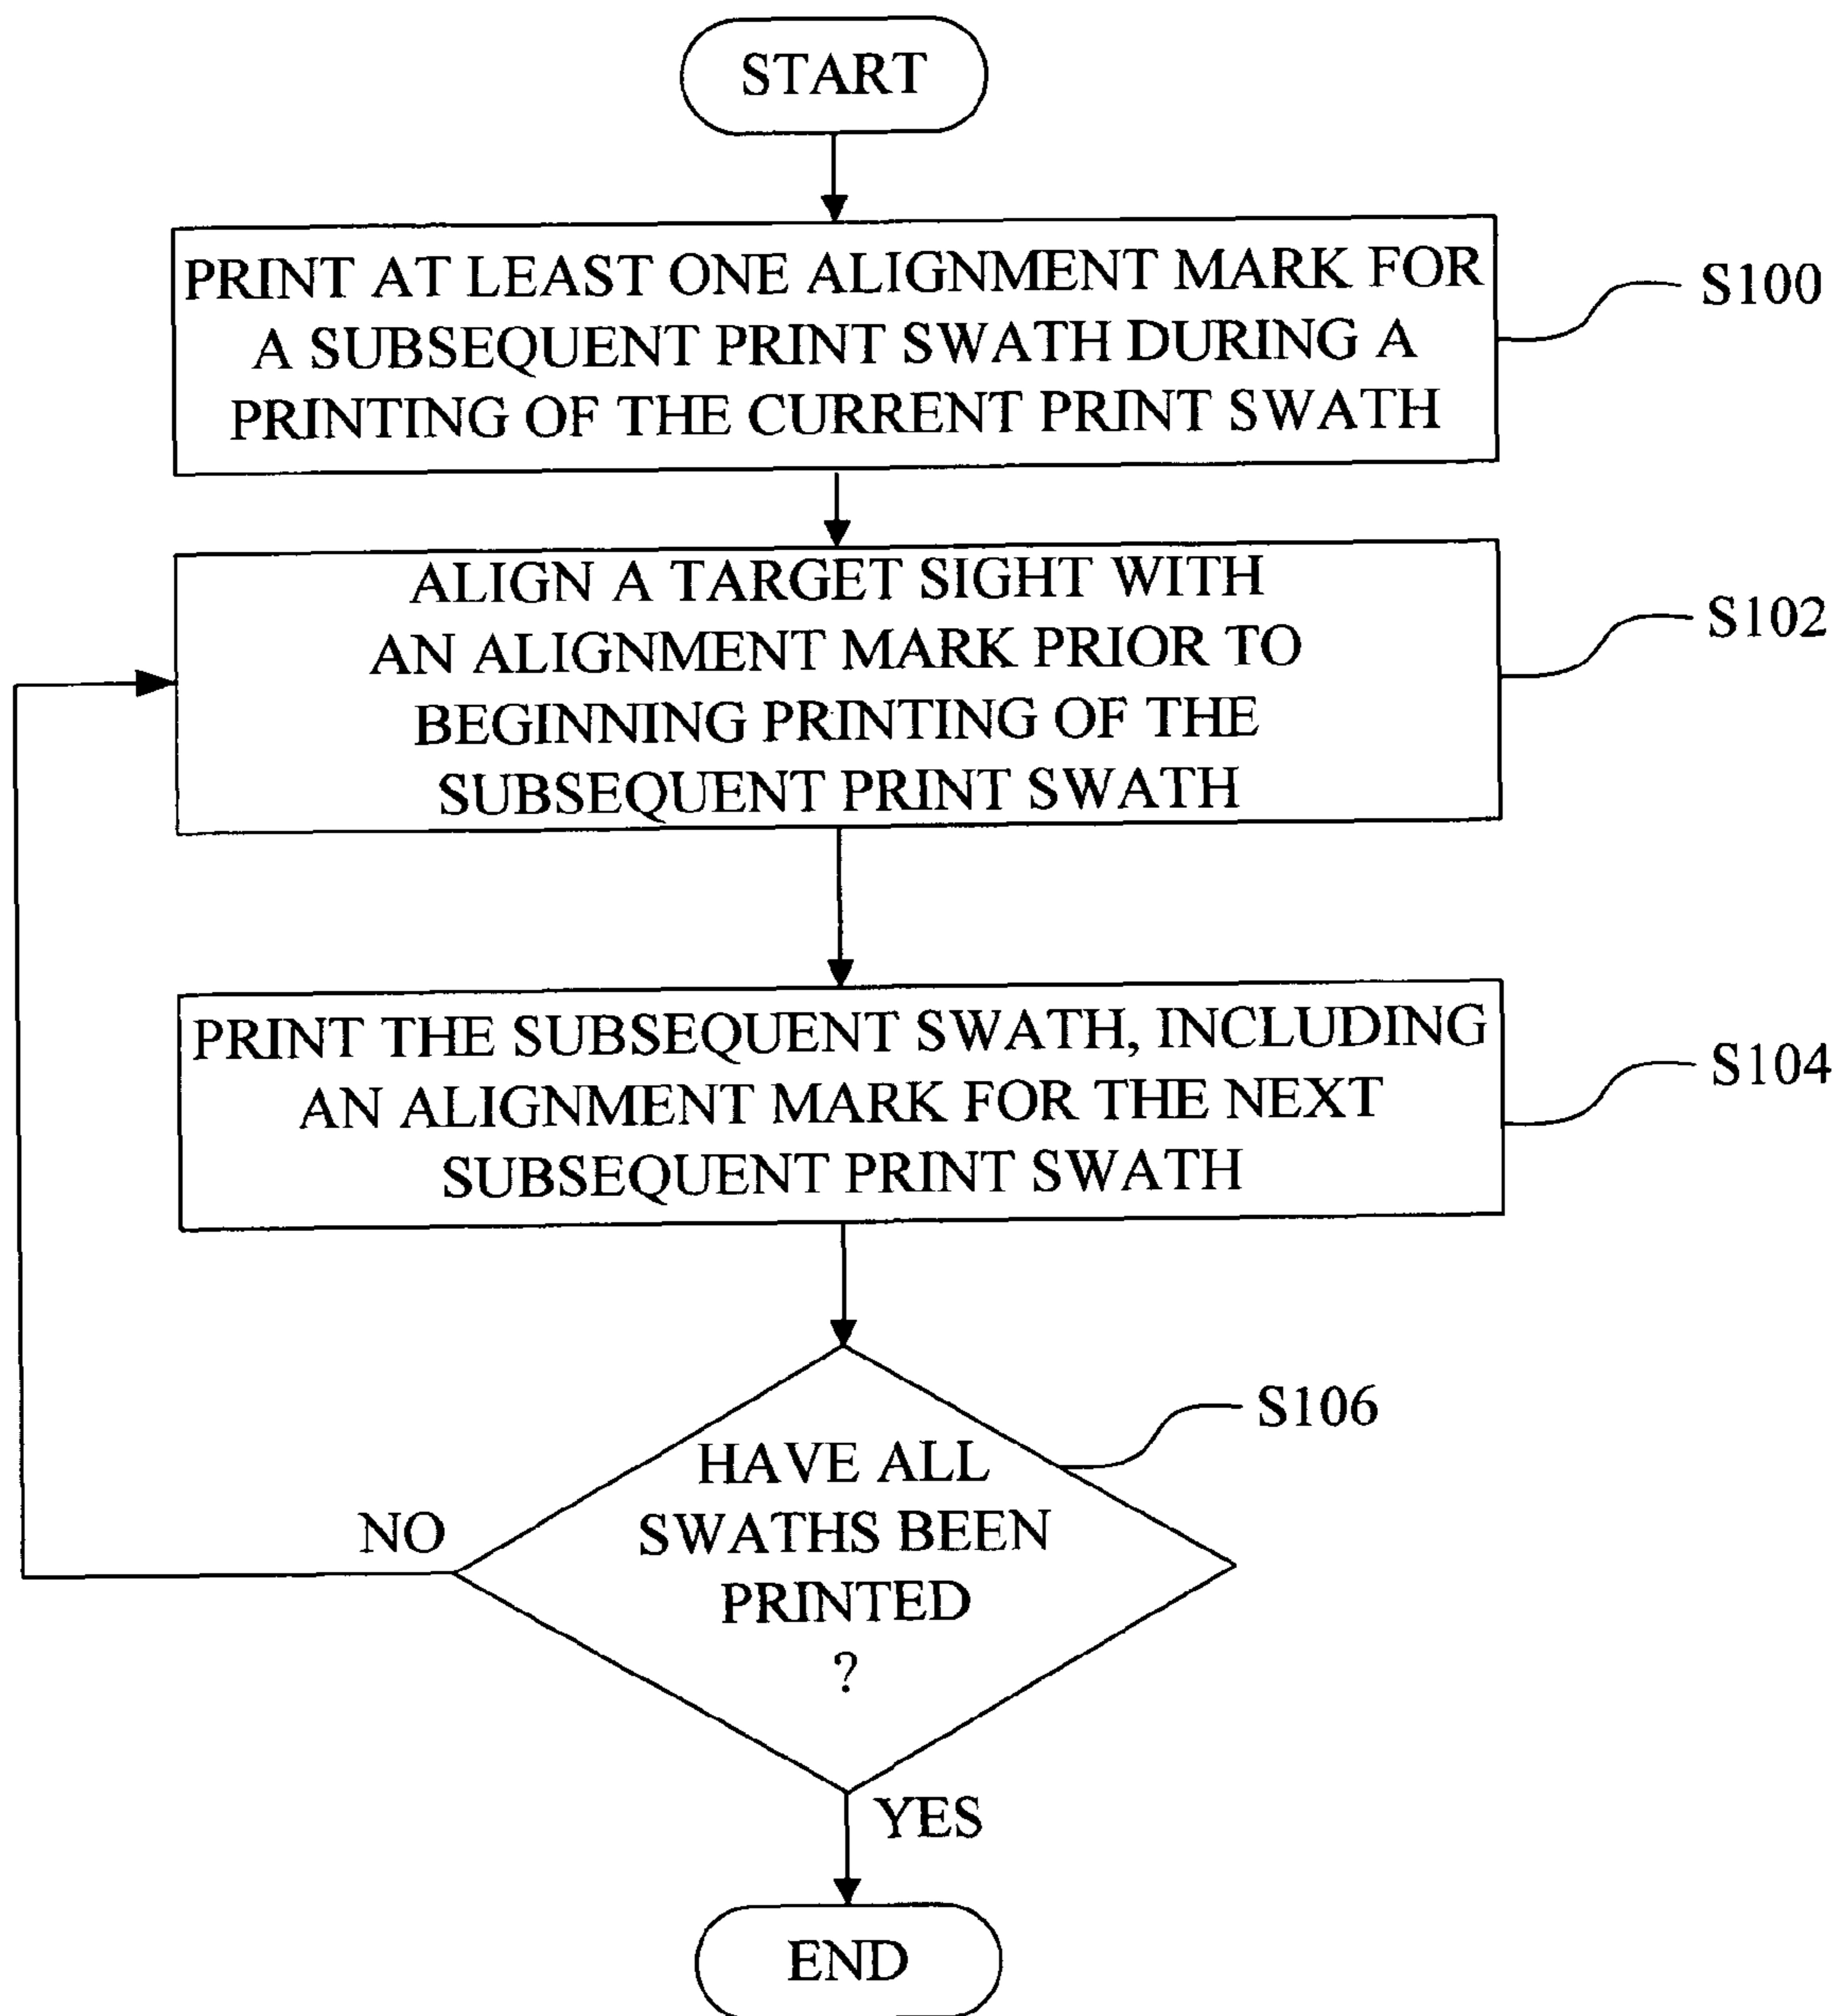 START
PRINT AT LEAST ONE ALIGNMENT MARK FOR
A SUBSEQUENT PRINT SWATH DURING A
PRINTING OF THE CURRENT PRINT SWATH
S100
ALIGN A TARGET SIGHT WITH
AN ALIGNMENT MARK PRIOR TO
BEGINNING PRINTING OF THE
SUBSEQUENT PRINT SWATH
S102
PRINT THE SUBSEQUENT SWATH, INCLUDING
AN ALIGNMENT MARK FOR THE NEXT
SUBSEQUENT PRINT SWATH
S104
HAVE ALL
SWATHS BEEN
PRINTED
?
S106
NO
YES
END